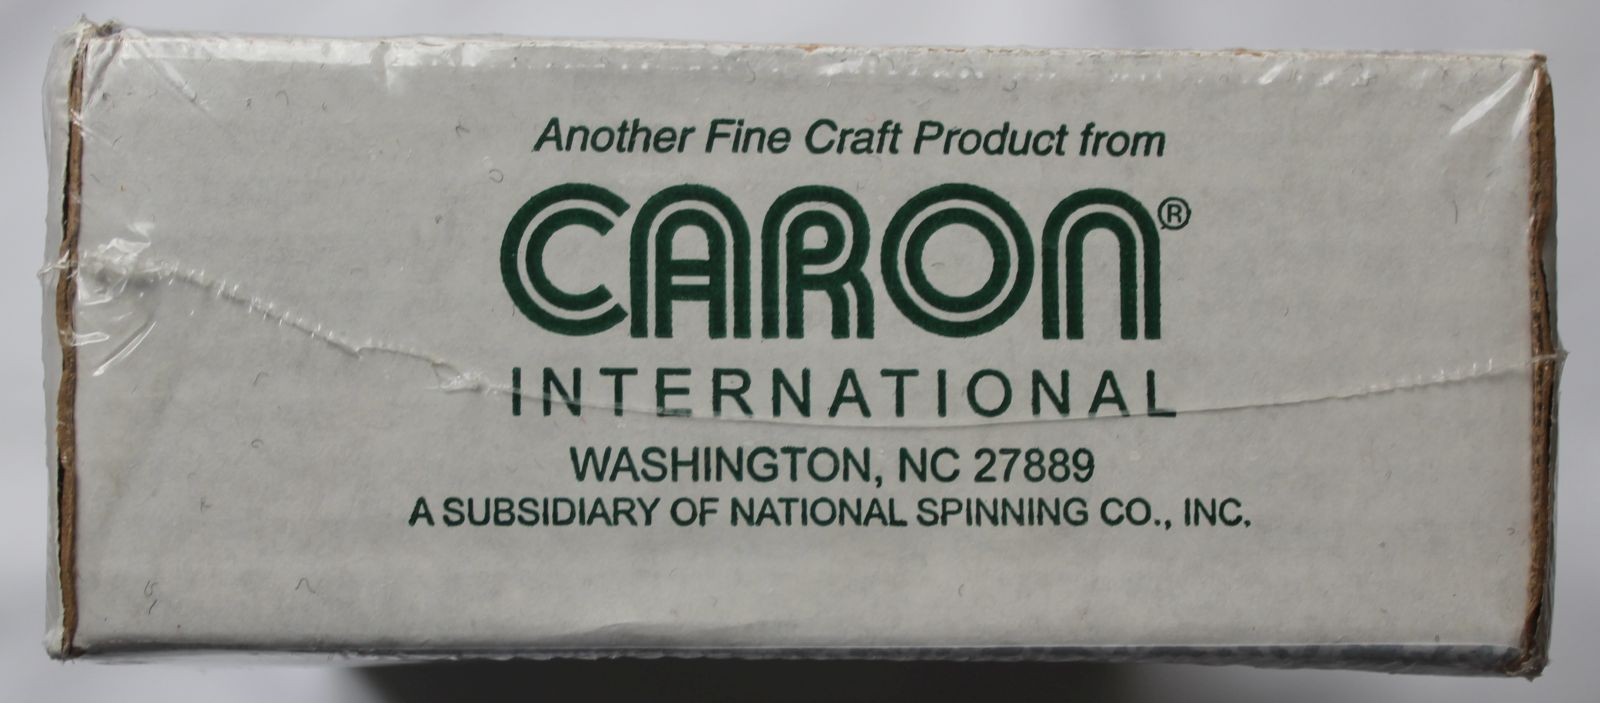 Another Fine Craft Product from
CARON®
INTERNATIONAL
WASHINGTON, NC 27889
A SUBSIDIARY OF NATIONAL SPINNING CO., INC.